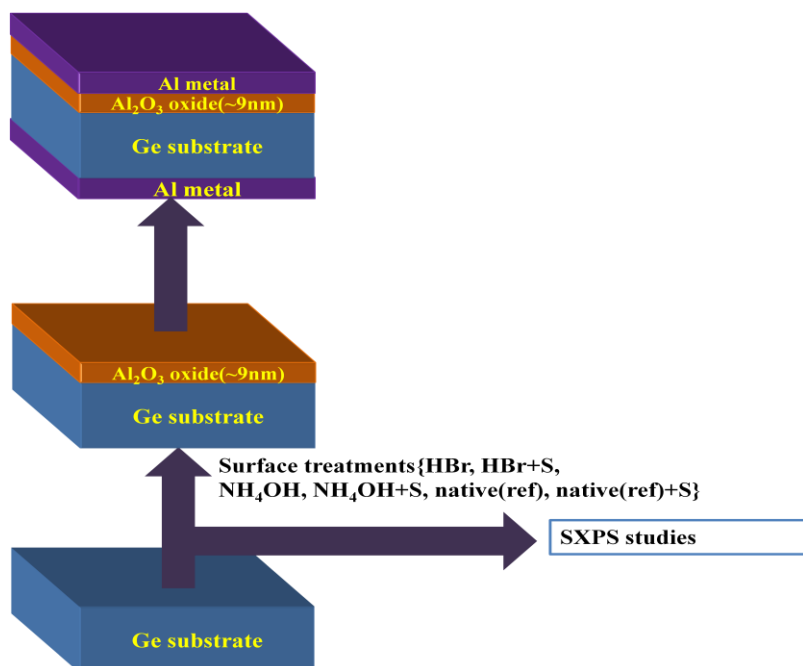 Al metal
Al₂O₃ oxide(~9nm)
Ge substrate
Al metal
Al₂O₃ oxide(~9nm)
Ge substrate
Surface treatments{HBr, HBr+S,
NH₄OH, NH₄OH+S, native(ref), native(ref)+S}
SXPS studies
Ge substrate